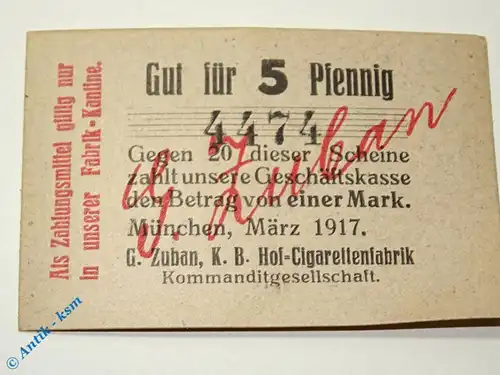 Als Zahlungsmittel gültig nur
in unserer Fabrik-Kantine.
Gut für 5 Pfennig
4474
Gegen 20 dieser Scheine
zahlt unsere Geschäftskasse
den Betrag von einer Mark.
München, März 1917.
G. Zuban, K. B. Hof-Cigarettenfabrik
Kommanditgesellschaft.
G. Zuban
© Antik - ksm